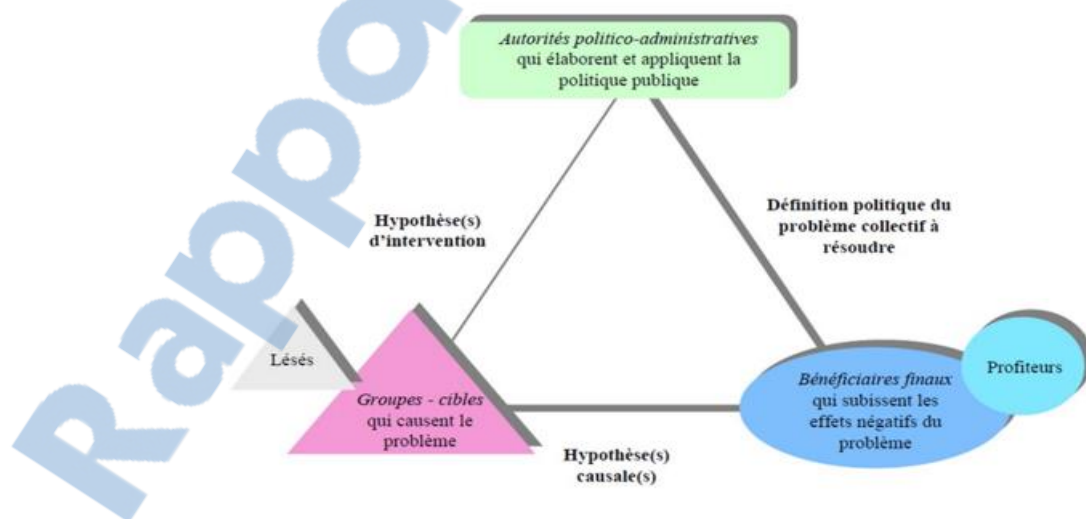 Autorités politico-administratives
qui élaborent et appliquent la
politique publique
Hypothèse(s)
d'intervention
Définition politique du
problème collectif à
résoudre
Lésés
Groupes - cibles
qui causent le
problème
Bénéficiaires finaux
qui subissent les
effets négatifs du
problème
Profiteurs
Hypothèse(s)
causale(s)
Rapp